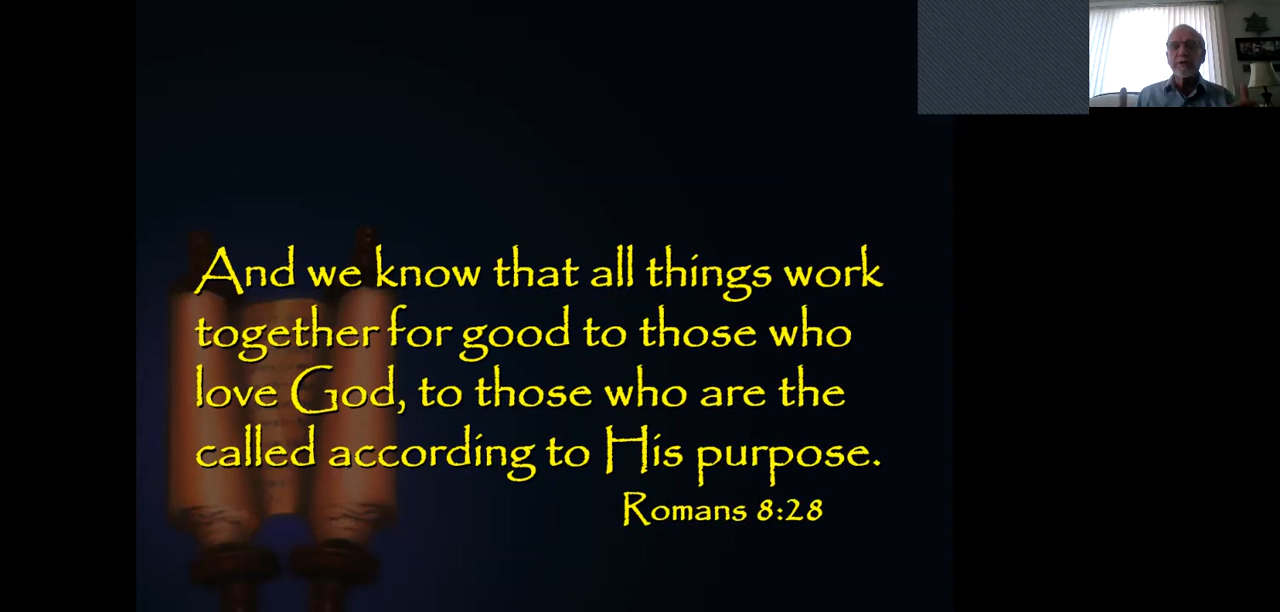 And we know that all things work
together for good to those who
love God, to those who are the
called according to His purpose.
Romans 8:28